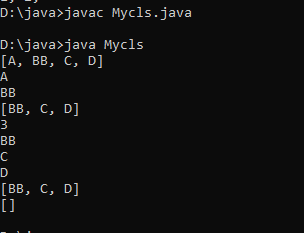 D:\java>javac Mycls.java
D:\java>java Mycls
[A, BB, C, D]
A
BB
[BB, C, D]
3
BB
C
D
[BB, C, D]
[]